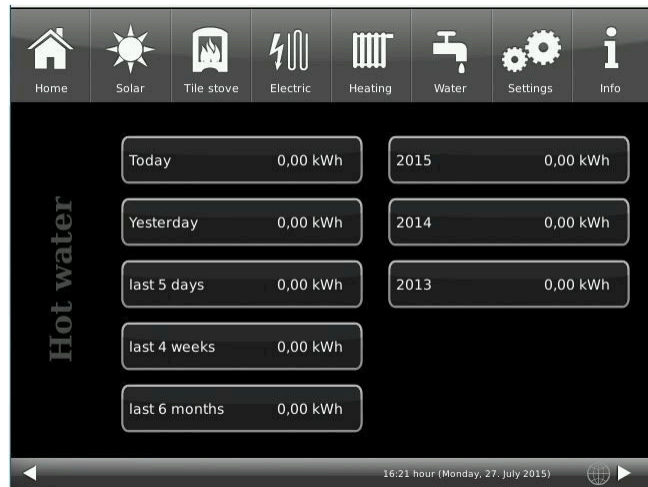 Home Solar Tile stove Electric Heating Water Settings Info
Hot water
Today 0,00 kWh
Yesterday 0,00 kWh
last 5 days 0,00 kWh
last 4 weeks 0,00 kWh
last 6 months 0,00 kWh
2015 0,00 kWh
2014 0,00 kWh
2013 0,00 kWh
16:21 hour (Monday, 27. July 2015)